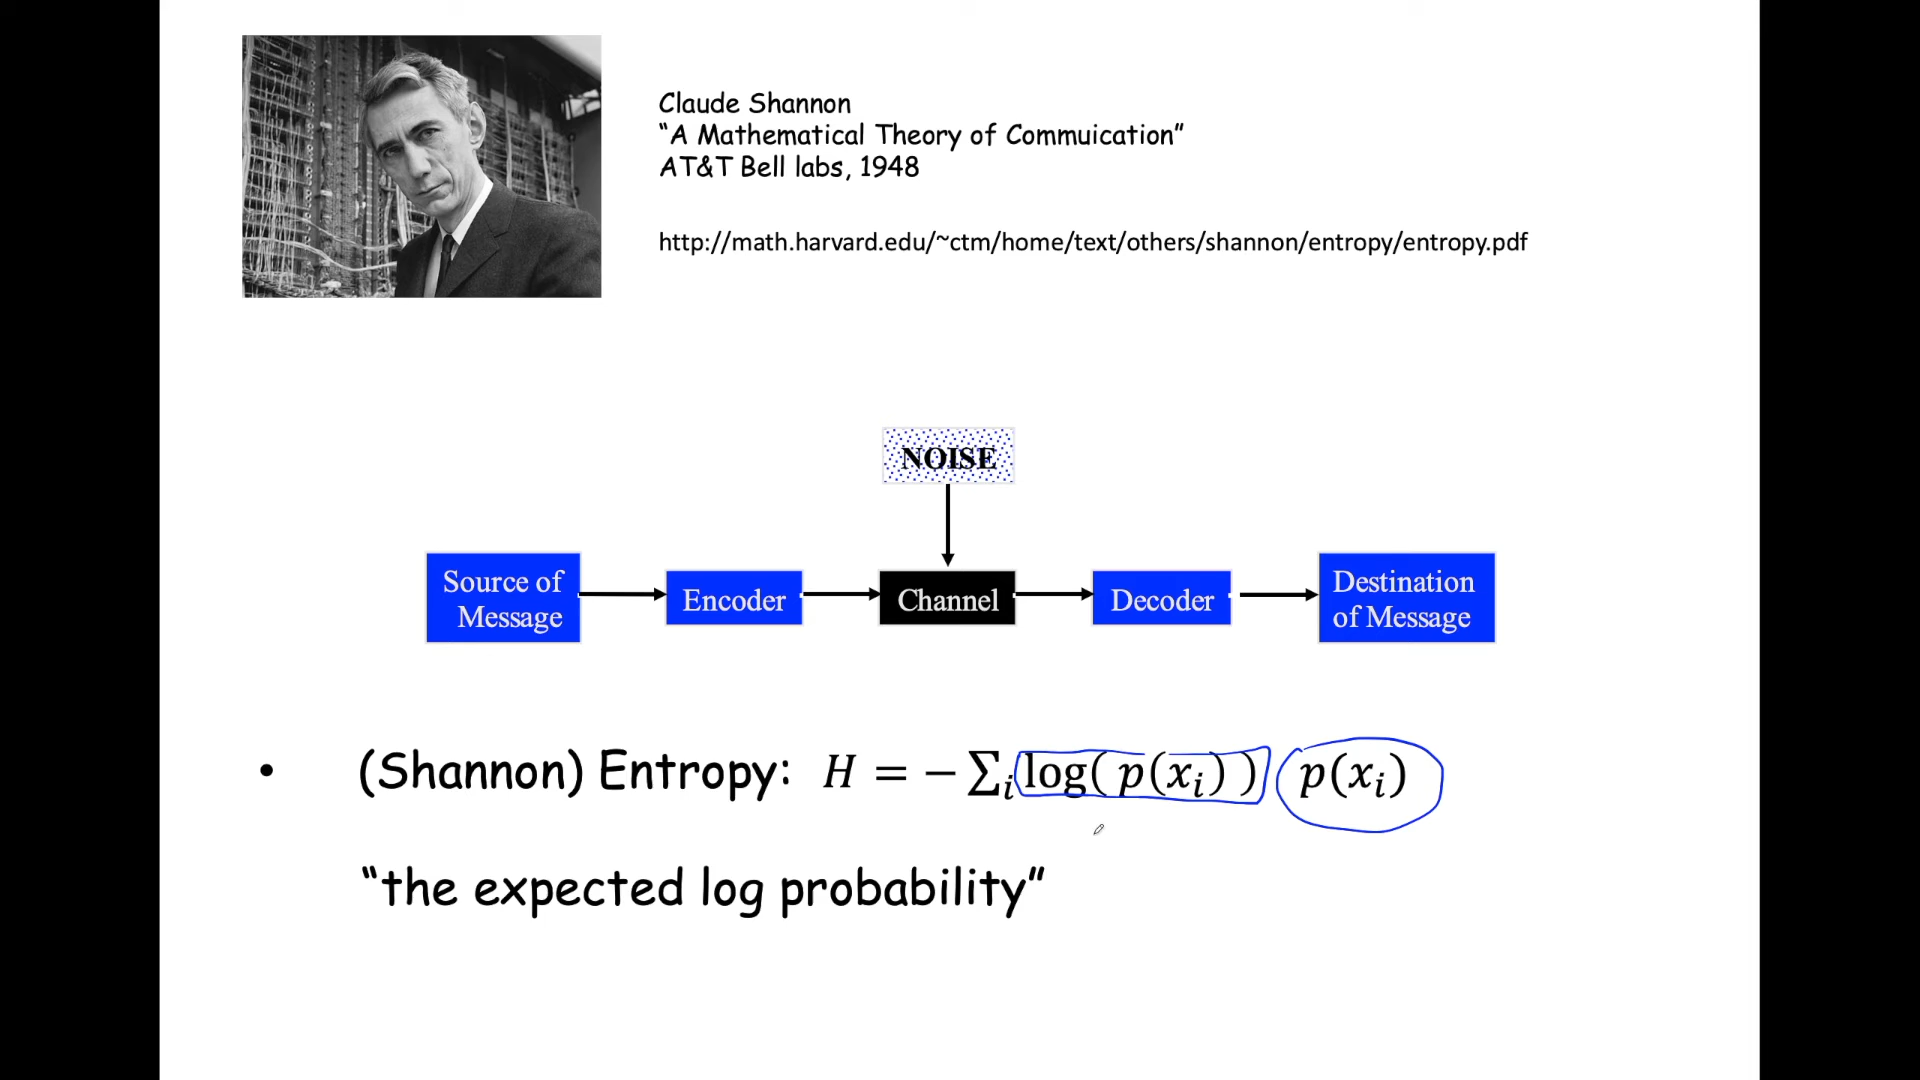 Claude Shannon
“A Mathematical Theory of Commuication”
AT&T Bell labs, 1948
http://math.harvard.edu/~ctm/home/text/others/shannon/entropy/entropy.pdf
NOISE
Source of
Message
Encoder
Channel
Decoder
Destination
of Message
• (Shannon) Entropy: H = − ∑ᵢ log( p(xᵢ) ) p(xᵢ)
“the expected log probability”